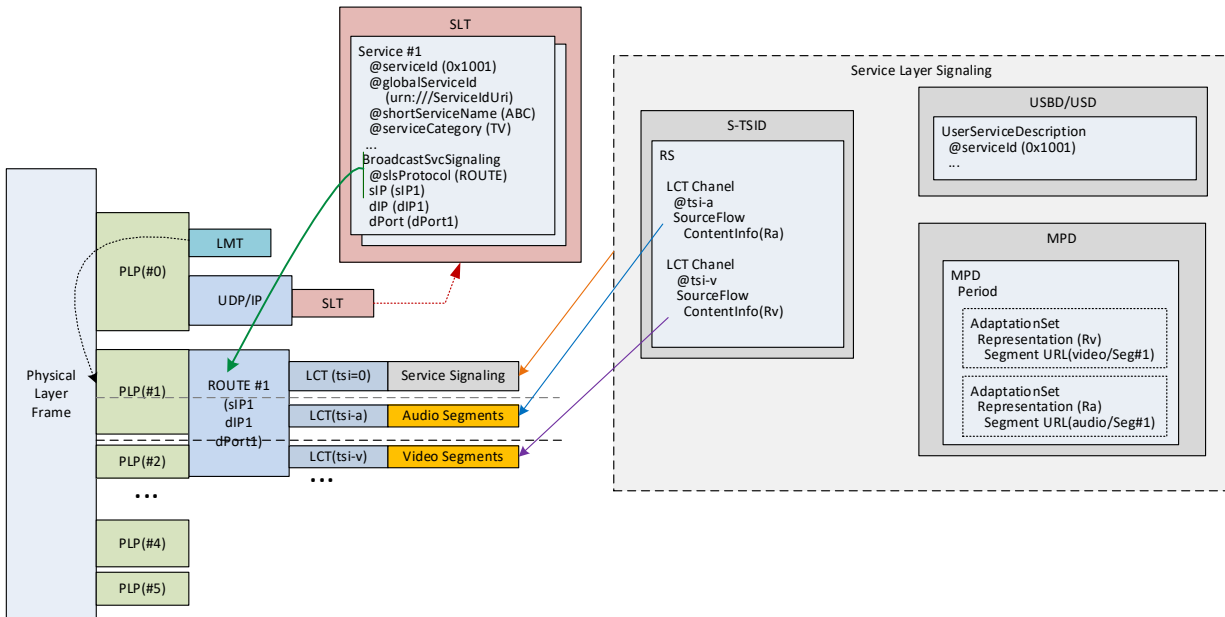 SLT
Service #1
@serviceId (0x1001)
@globalServiceId
(urn:///ServiceIdUri)
@shortServiceName (ABC)
@serviceCategory (TV)
...
BroadcastSvcSignaling
@slsProtocol (ROUTE)
sIP (sIP1)
dIP (dIP1)
dPort (dPort1)
Service Layer Signaling
S-TSID
RS
LCT Chanel
@tsi-a
SourceFlow
ContentInfo(Ra)
LCT Chanel
@tsi-v
SourceFlow
ContentInfo(Rv)
USBD/USD
UserServiceDescription
@serviceId (0x1001)
...
MPD
MPD
Period
AdaptationSet
Representation (Rv)
Segment URL(video/Seg#1)
AdaptationSet
Representation (Ra)
Segment URL(audio/Seg#1)
Physical
Layer
Frame
PLP(#0)
LMT
UDP/IP
SLT
PLP(#1)
ROUTE #1
(sIP1
dIP1
dPort1)
LCT (tsi=0)
Service Signaling
LCT(tsi-a)
Audio Segments
PLP(#2)
LCT(tsi-v)
Video Segments
...
...
PLP(#4)
PLP(#5)